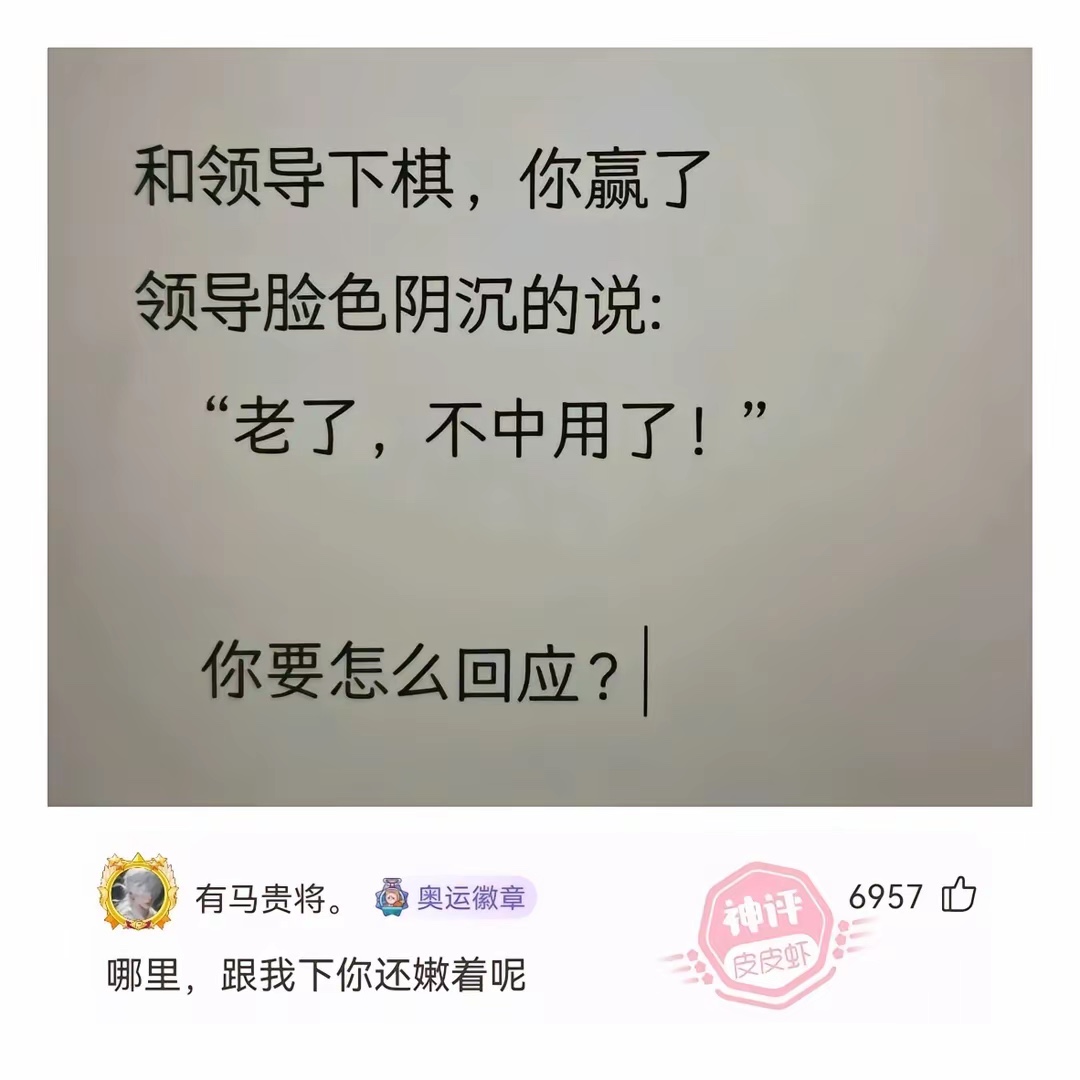 和领导下棋，你赢了
领导脸色阴沉的说:
“老了，不中用了！”
你要怎么回应？
有马贵将。
奥运徽章
神评
皮皮虾
6957
哪里，跟我下你还嫩着呢